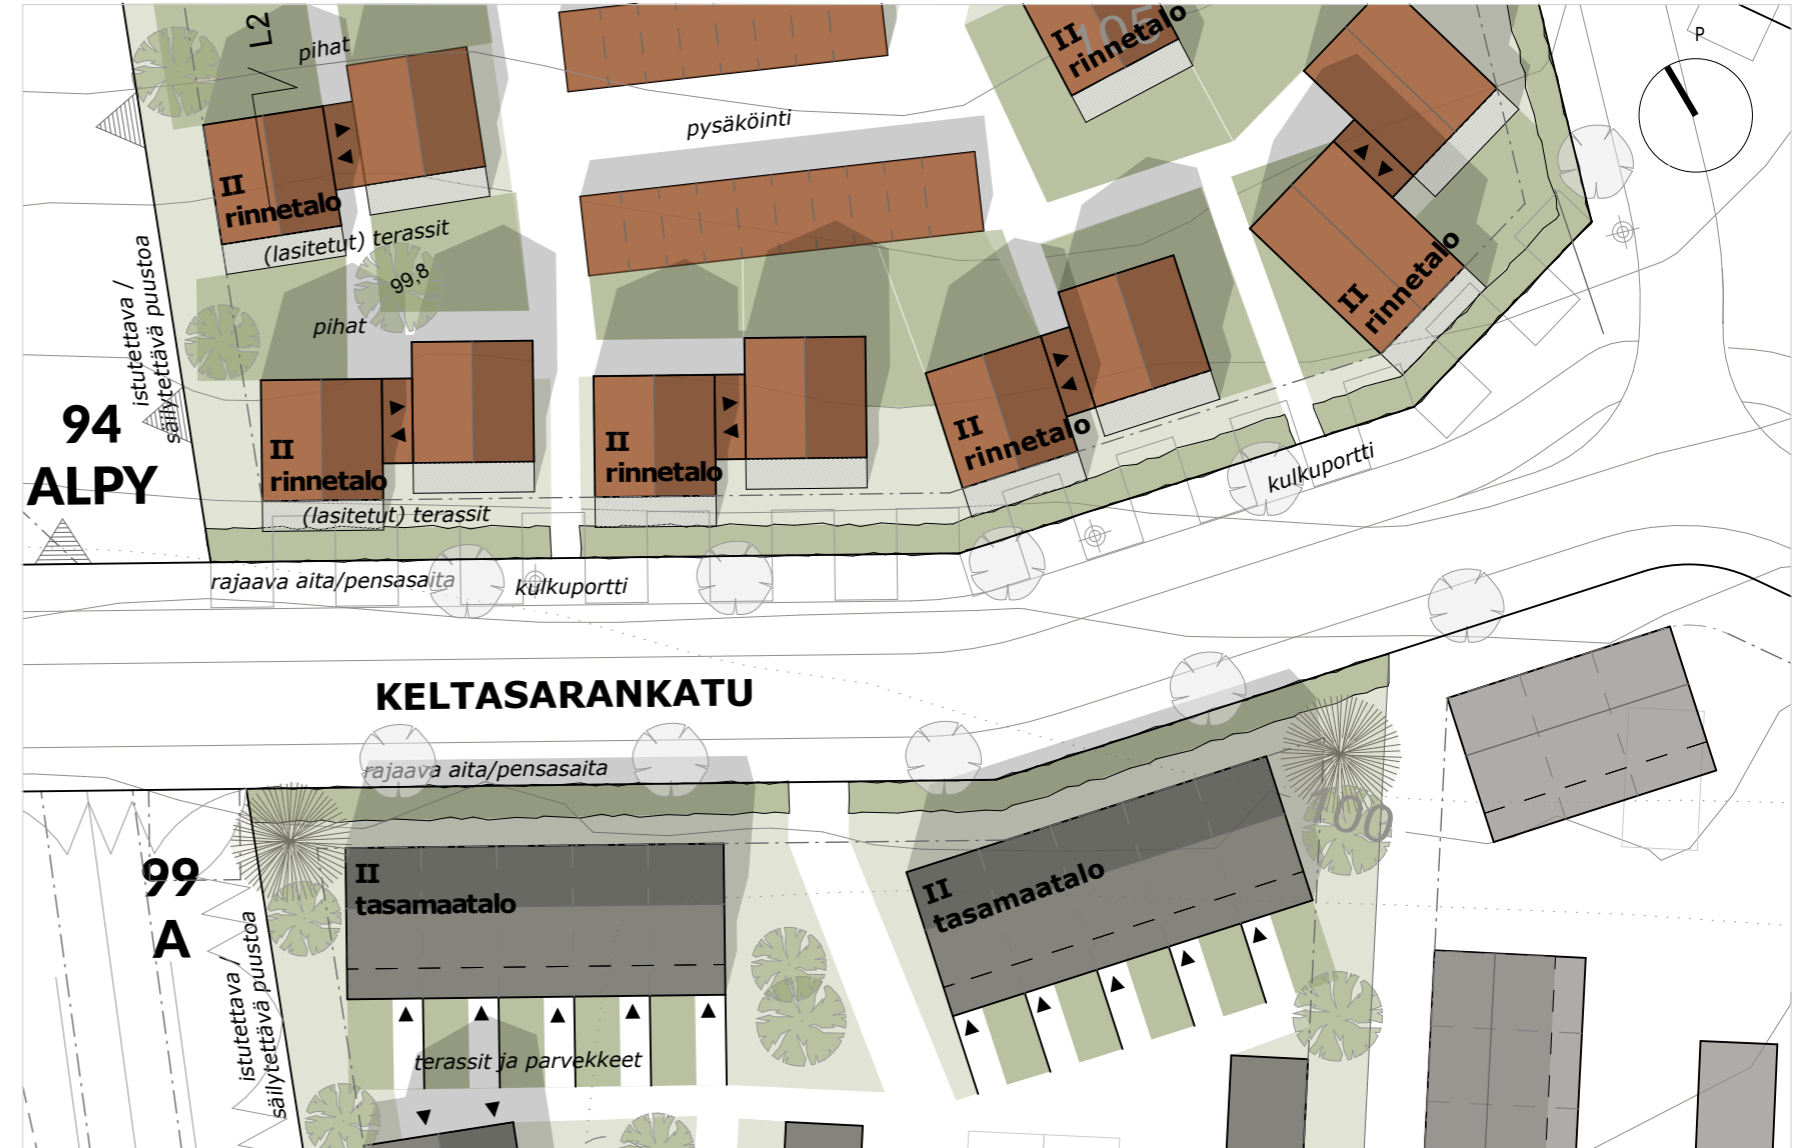 L2
pihat
II
rinnetalo
105
P
pysäköinti
II
rinnetalo
(lasitetut) terassit
99,8
istutettava /
säilytettävä puustoa
pihat
II
rinnetalo
94
ALPY
II
rinnetalo
II
rinnetalo
II
rinnetalo
kulkuportti
(lasitetut) terassit
rajaava aita/pensasaita
kulkuportti
KELTASARANKATU
rajaava aita/pensasaita
100
99
A
II
tasamaatalo
II
tasamaatalo
istutettava /
säilytettävä puustoa
terassit ja parvekkeet